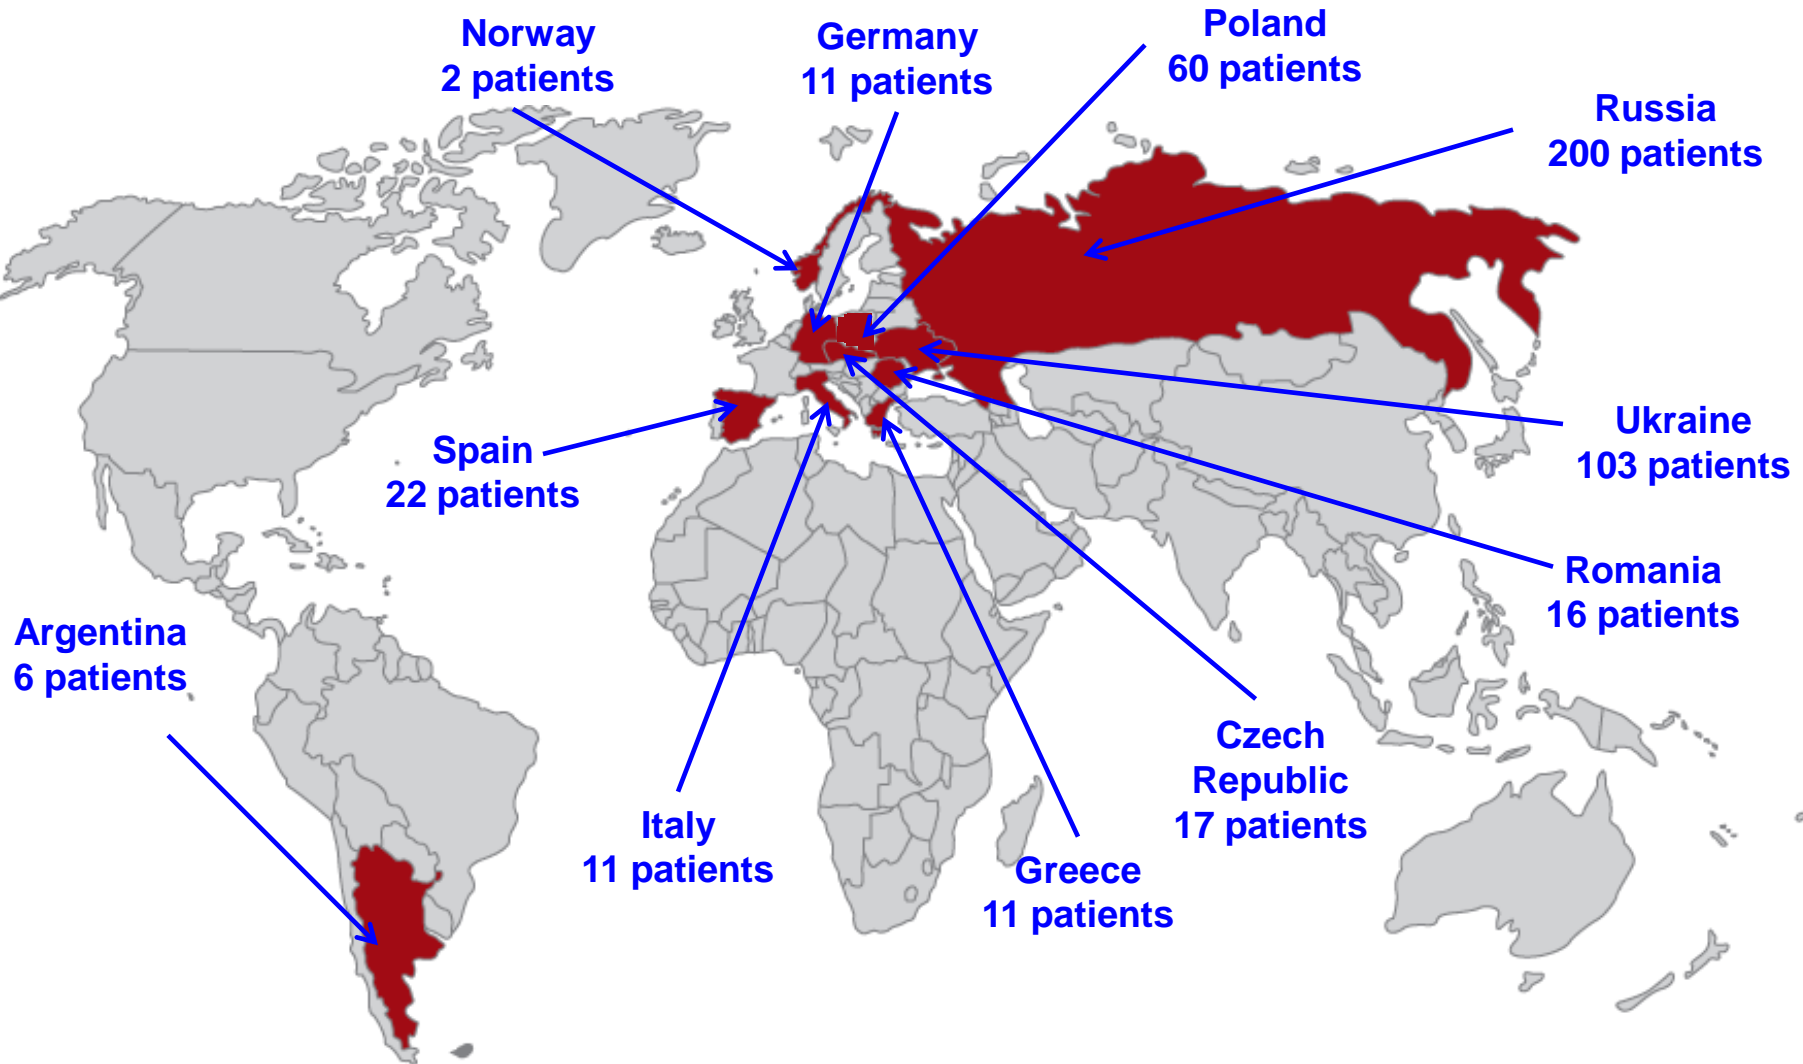 Norway
2 patients
Germany
11 patients
Poland
60 patients
Russia
200 patients
Spain
22 patients
Ukraine
103 patients
Romania
16 patients
Argentina
6 patients
Czech
Republic
17 patients
Italy
11 patients
Greece
11 patients